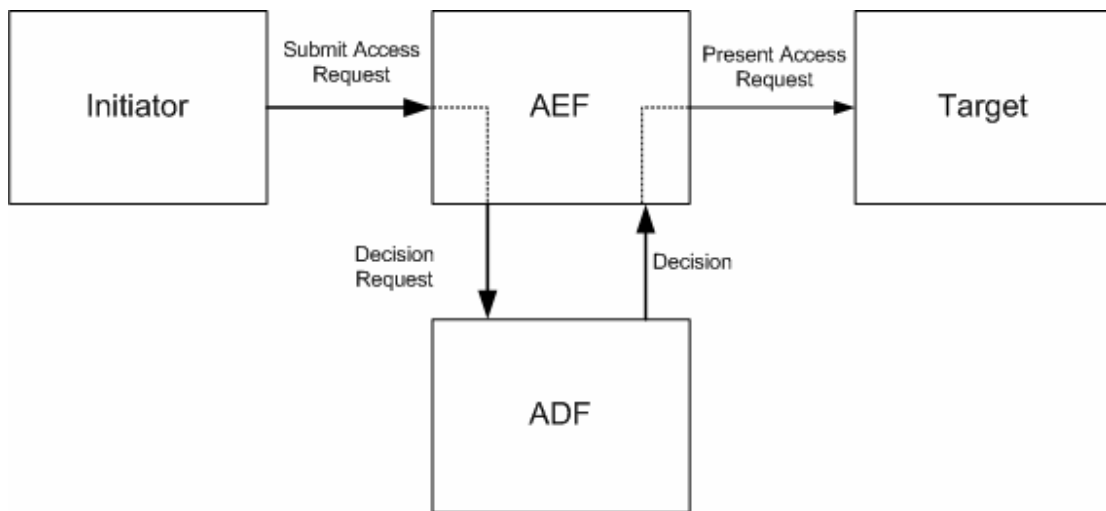 Initiator
Submit Access
Request
AEF
Present Access
Request
Target
Decision
Request
Decision
ADF